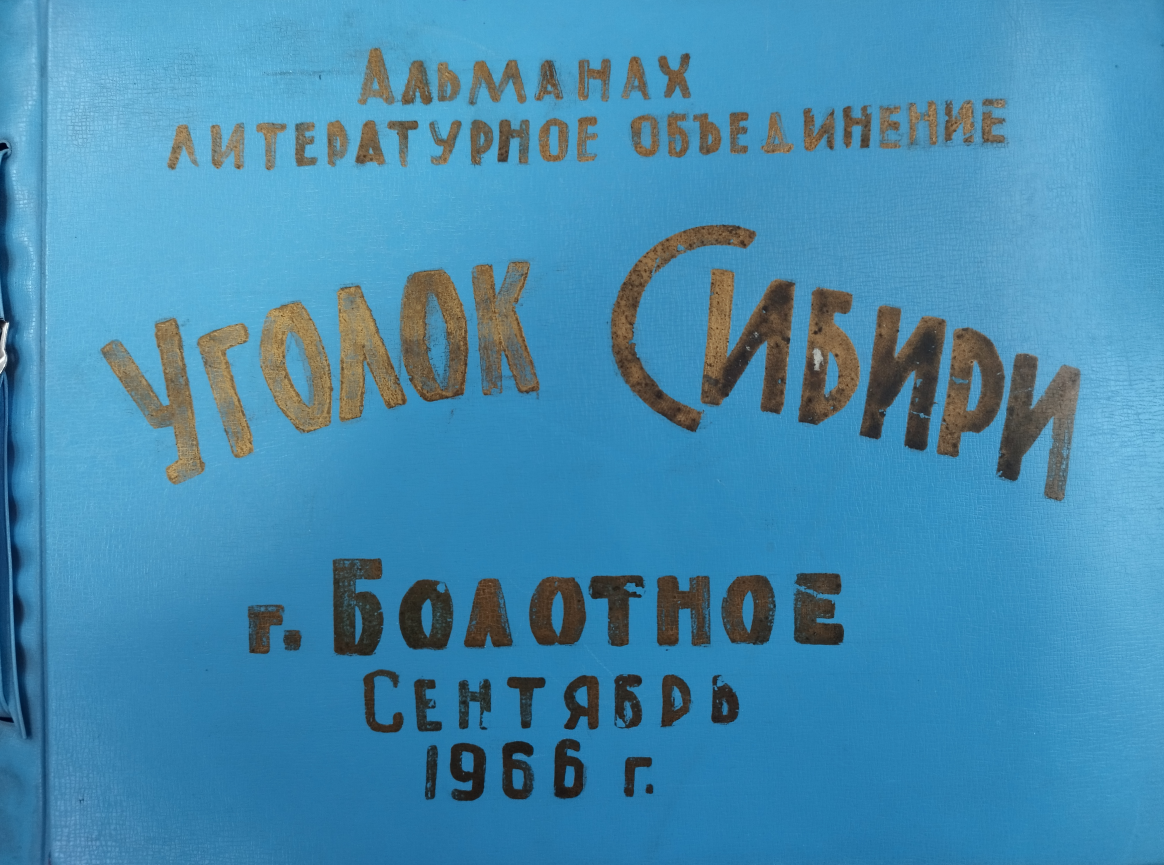 Альманах
литературное объединение
Уголок Сибири
г. Болотное
Сентябрь
1966 г.